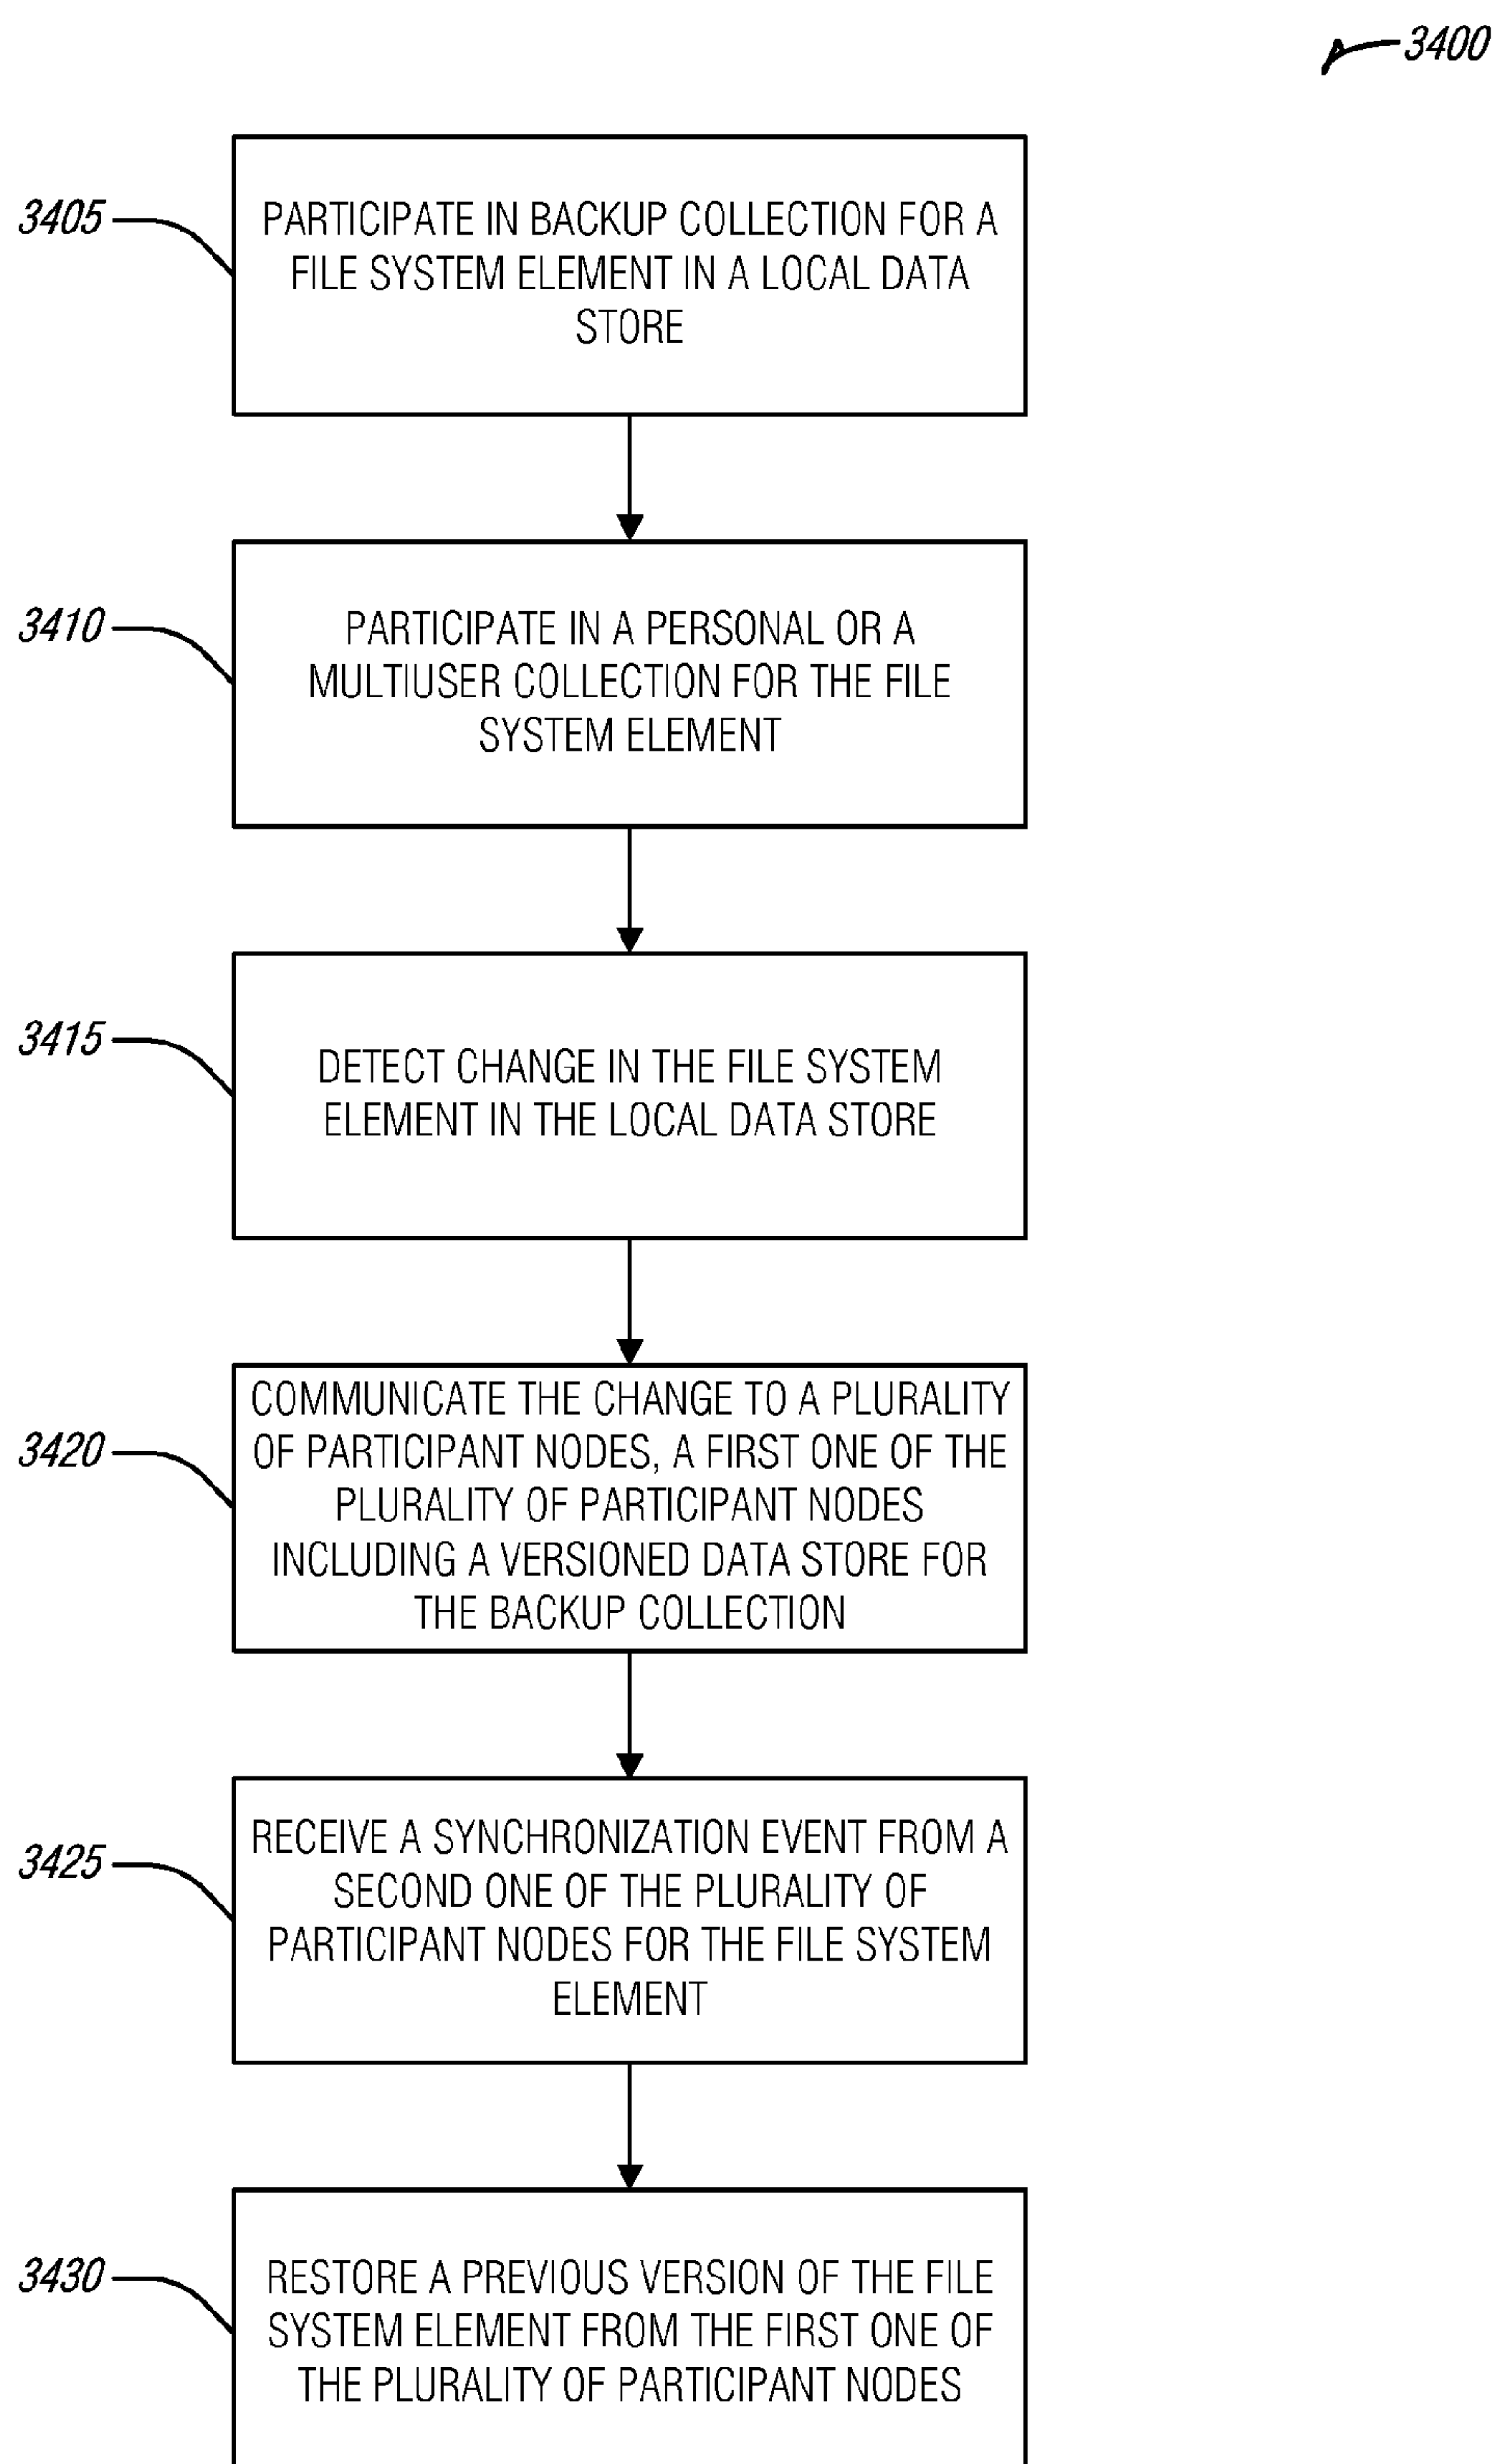 3400
3405
PARTICIPATE IN BACKUP COLLECTION FOR A
FILE SYSTEM ELEMENT IN A LOCAL DATA
STORE
3410
PARTICIPATE IN A PERSONAL OR A
MULTIUSER COLLECTION FOR THE FILE
SYSTEM ELEMENT
3415
DETECT CHANGE IN THE FILE SYSTEM
ELEMENT IN THE LOCAL DATA STORE
3420
COMMUNICATE THE CHANGE TO A PLURALITY
OF PARTICIPANT NODES, A FIRST ONE OF THE
PLURALITY OF PARTICIPANT NODES
INCLUDING A VERSIONED DATA STORE FOR
THE BACKUP COLLECTION
3425
RECEIVE A SYNCHRONIZATION EVENT FROM A
SECOND ONE OF THE PLURALITY OF
PARTICIPANT NODES FOR THE FILE SYSTEM
ELEMENT
3430
RESTORE A PREVIOUS VERSION OF THE FILE
SYSTEM ELEMENT FROM THE FIRST ONE OF
THE PLURALITY OF PARTICIPANT NODES